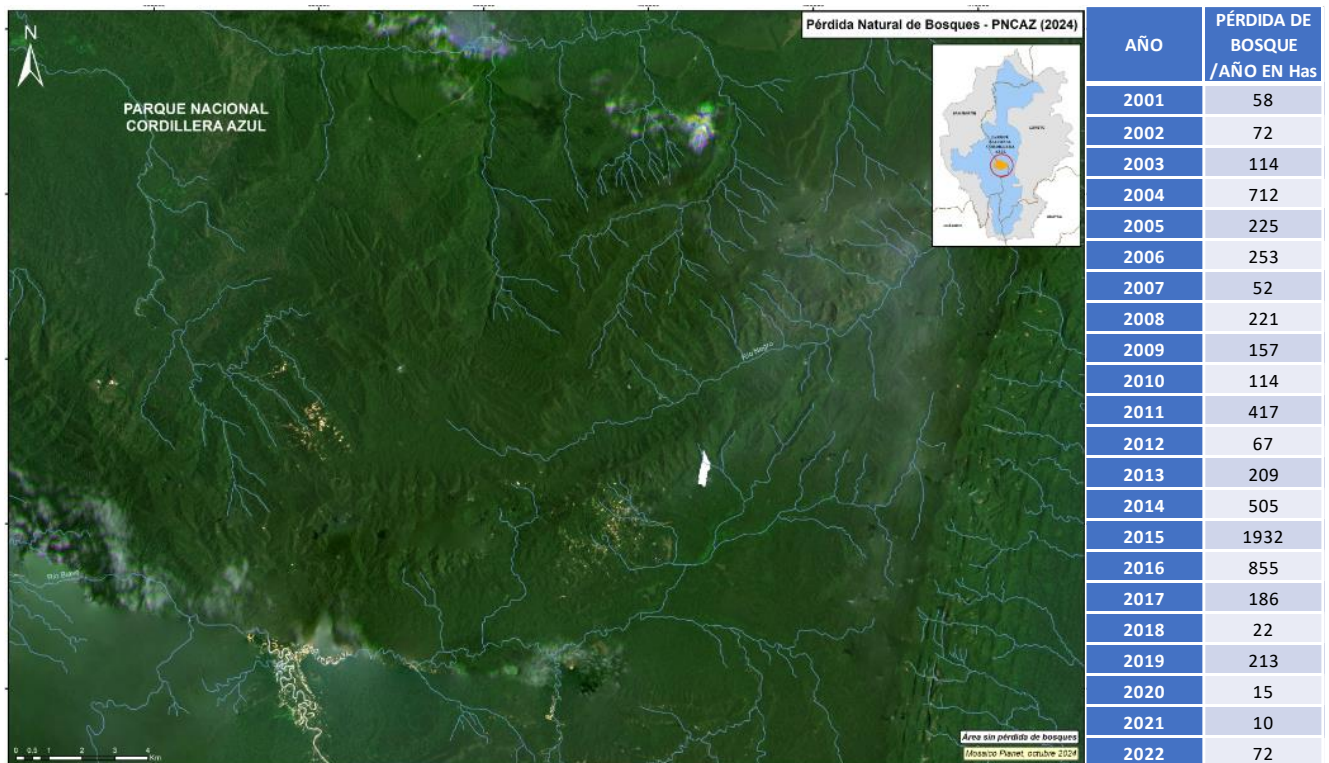 Pérdida Natural de Bosques - PNCAZ (2024)
N
PARQUE NACIONAL
CORDILLERA AZUL
Río Negro
Área sin pérdida de bosques
Mosaico Planet, octubre 2024
0 0.5 1 2 3 4
Km
AÑO PÉRDIDA DE BOSQUE /AÑO EN Has
2001 58
2002 72
2003 114
2004 712
2005 225
2006 253
2007 52
2008 221
2009 157
2010 114
2011 417
2012 67
2013 209
2014 505
2015 1932
2016 855
2017 186
2018 22
2019 213
2020 15
2021 10
2022 72